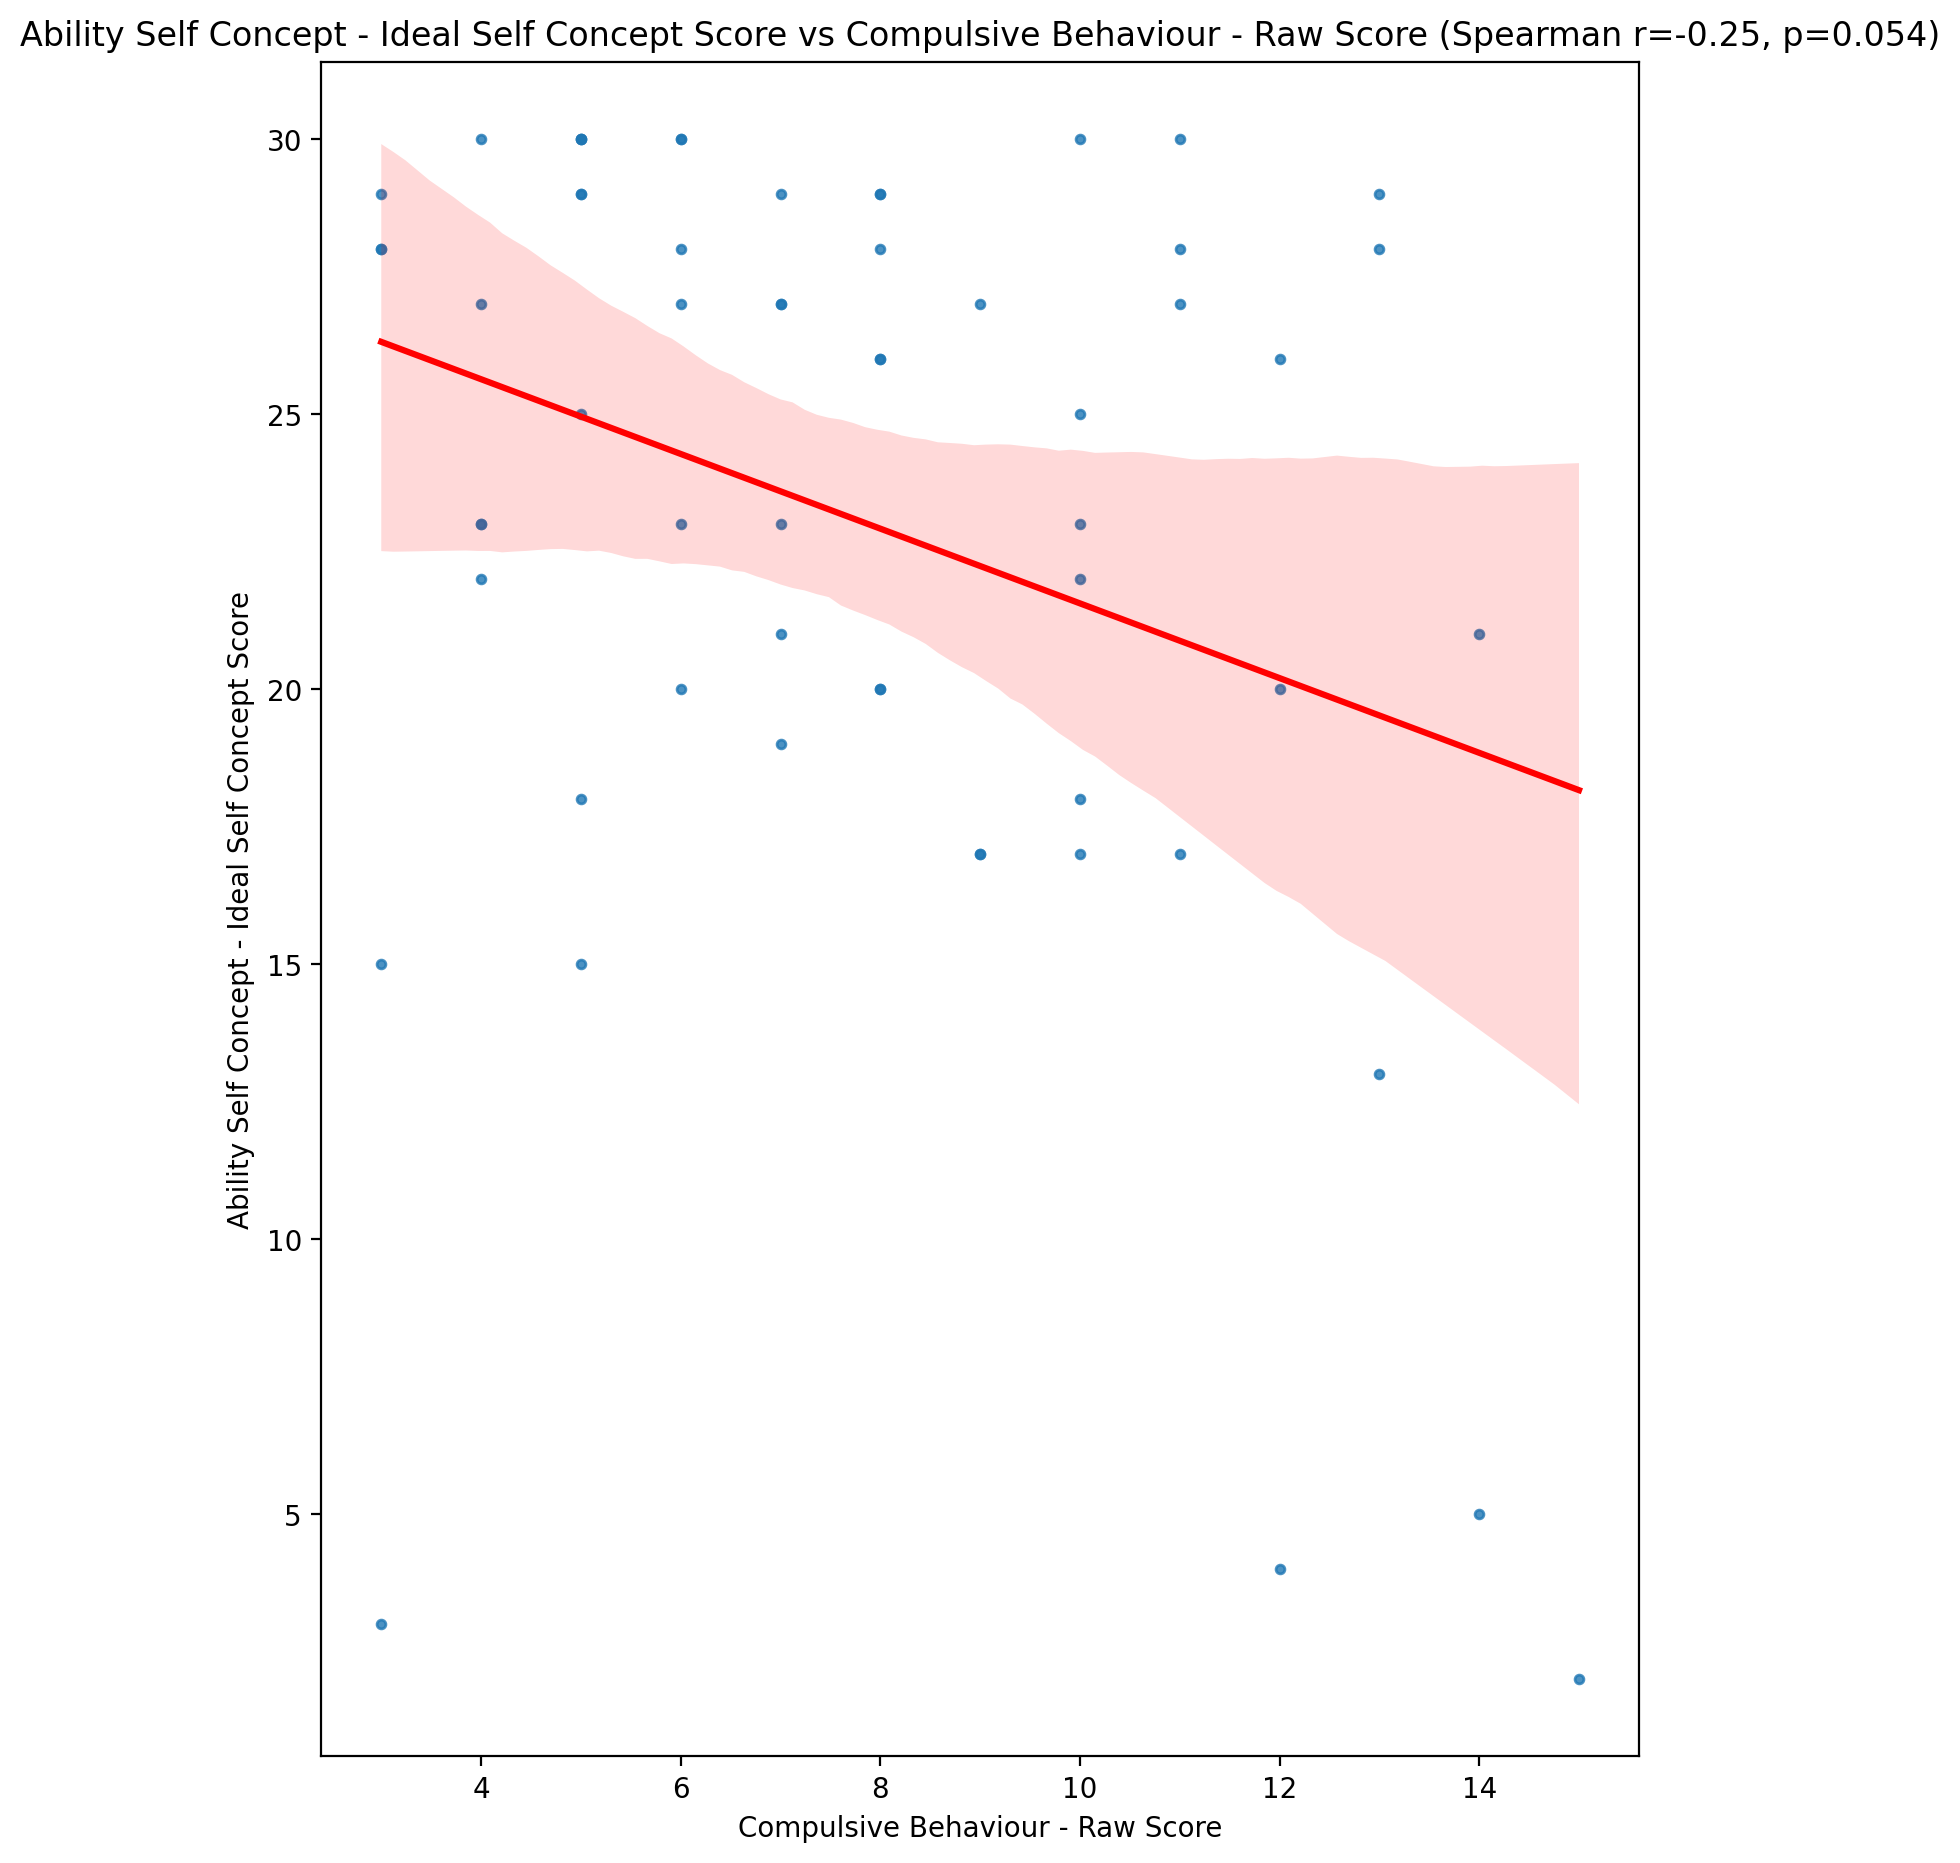 Ability Self Concept - Ideal Self Concept Score vs Compulsive Behaviour - Raw Score (Spearman r=-0.25, p=0.054)
Ability Self Concept - Ideal Self Concept Score
30
25
20
15
10
5
4 6 8 10 12 14
Compulsive Behaviour - Raw Score